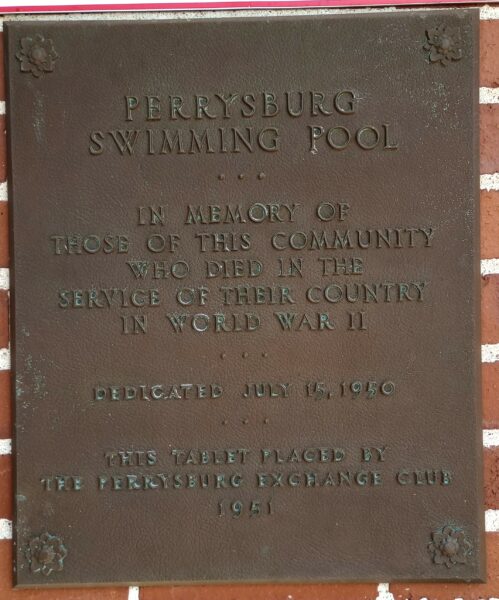 PERRYSBURG
SWIMMING POOL
IN MEMORY OF
THOSE OF THIS COMMUNITY
WHO DIED IN THE
SERVICE OF THEIR COUNTRY
IN WORLD WAR II
DEDICATED JULY 15, 1950
THIS TABLET PLACED BY
THE PERRYSBURG EXCHANGE CLUB
1951